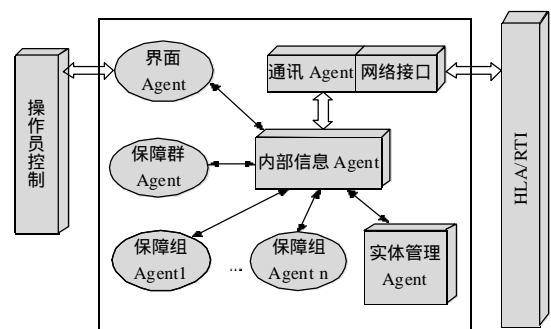 操作员控制
界面
Agent
通讯 Agent
网络接口
HLA/RTI
保障群
Agent
内部信息 Agent
保障组
Agent1
...
保障组
Agent n
实体管理
Agent